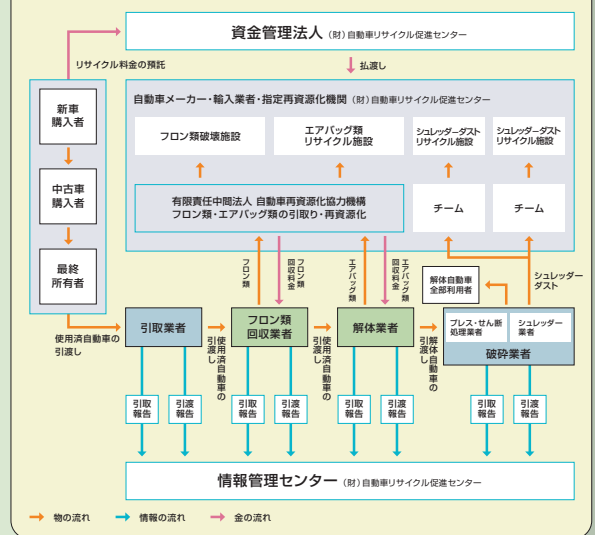 資金管理法人 (財)自動車リサイクル促進センター
リサイクル料金の預託
払渡し
新車
購入者
中古車
購入者
最終
所有者
自動車メーカー・輸入業者・指定再資源化機関 (財)自動車リサイクル促進センター
フロン類破壊施設
エアバッグ類
リサイクル施設
シュレッダーダスト
リサイクル施設
シュレッダーダスト
リサイクル施設
有限責任中間法人 自動車再資源化協力機構
フロン類・エアバッグ類の引取り・再資源化
チーム
チーム
フロン類
フロン類
回収料金
エアバッグ類
エアバッグ類
回収料金
解体自動車
全部利用者
シュレッダー
ダスト
使用済自動車の
引渡し
引取業者
使用済自動車の
引渡し
フロン類
回収業者
使用済自動車の
引渡し
解体業者
解体自動車の
引渡し
プレス・せん断
処理業者
シュレッダー
業者
破砕業者
引取
報告
引渡
報告
引取
報告
引渡
報告
引取
報告
引渡
報告
引取
報告
引渡
報告
情報管理センター (財)自動車リサイクル促進センター
物の流れ
情報の流れ
金の流れ